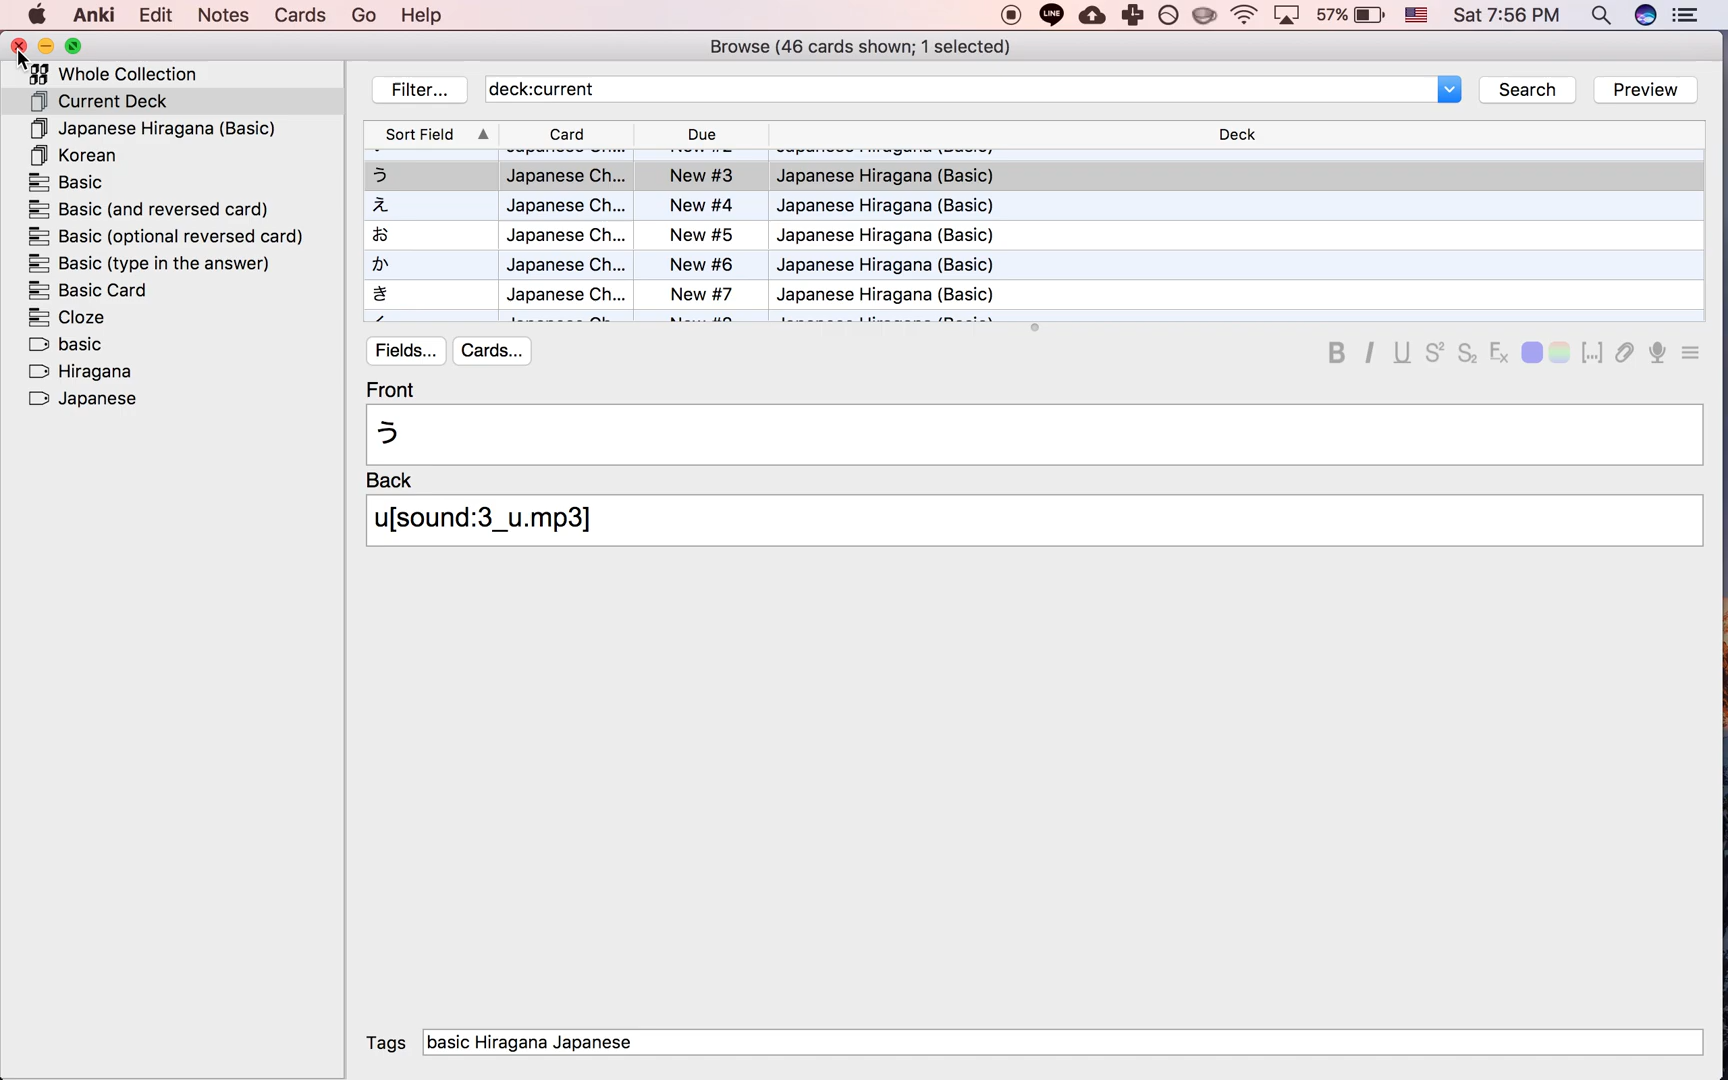 Anki Edit Notes Cards Go Help LINE 57% Sat 7:56 PM
Browse (46 cards shown; 1 selected)
Whole Collection
Current Deck
Japanese Hiragana (Basic)
Korean
Basic
Basic (and reversed card)
Basic (optional reversed card)
Basic (type in the answer)
Basic Card
Cloze
basic
Hiragana
Japanese
Filter... deck:current Search Preview
Sort Field Card Due Deck
う Japanese Ch... New #3 Japanese Hiragana (Basic)
え Japanese Ch... New #4 Japanese Hiragana (Basic)
お Japanese Ch... New #5 Japanese Hiragana (Basic)
か Japanese Ch... New #6 Japanese Hiragana (Basic)
き Japanese Ch... New #7 Japanese Hiragana (Basic)
Fields... Cards... B I U S² S₂ Ex [...]
Front
う
Back
u[sound:3_u.mp3]
Tags basic Hiragana Japanese